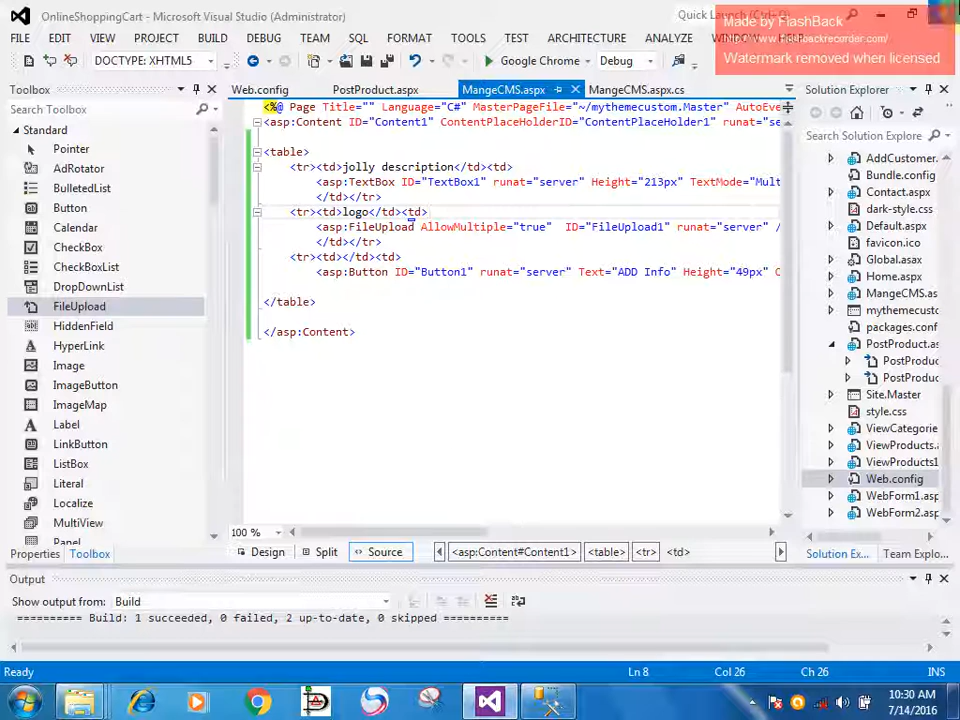 OnlineShoppingCart - Microsoft Visual Studio (Administrator)
Quick Launch (Ctrl+Q)
Made by FlashBack
Watermark removed when licensed
FILE EDIT VIEW PROJECT BUILD DEBUG TEAM SQL FORMAT TOOLS TEST ARCHITECTURE ANALYZE WINDOW HELP
DOCTYPE: XHTML5
Google Chrome
Debug
Toolbox
Web.config
PostProduct.aspx
MangeCMS.aspx
MangeCMS.aspx.cs
Solution Explorer
Search Toolbox
Standard
Pointer
AdRotator
BulletedList
Button
Calendar
CheckBox
CheckBoxList
DropDownList
FileUpload
HiddenField
HyperLink
Image
ImageButton
ImageMap
Label
LinkButton
ListBox
Literal
Localize
MultiView
Panel
Properties
Toolbox
<%@ Page Title="" Language="C#" MasterPageFile="~/mythemecustom.Master" AutoEve
<asp:Content ID="Content1" ContentPlaceHolderID="ContentPlaceHolder1" runat="se
<table>
<tr><td>jolly description</td><td>
<asp:TextBox ID="TextBox1" runat="server" Height="213px" TextMode="Mult
</td></tr>
<tr><td>logo</td><td>
<asp:FileUpload AllowMultiple="true" ID="FileUpload1" runat="server" /
</td></tr>
<tr><td></td><td>
<asp:Button ID="Button1" runat="server" Text="ADD Info" Height="49px"
</table>
</asp:Content>
100 %
Design
Split
Source
<asp:Content#Content1>
<table>
<tr>
<td>
Search Solution Explorer
AddCustomer.
Bundle.config
Contact.aspx
dark-style.css
Default.aspx
favicon.ico
Global.asax
Home.aspx
MangeCMS.as
mythemecusto
packages.conf
PostProduct.as
PostProduc
PostProduc
Site.Master
style.css
ViewCategorie
ViewProducts.a
ViewProducts1
Web.config
WebForm1.asp
WebForm2.asp
Solution Ex...
Team Explo...
Output
Show output from: Build
========== Build: 1 succeeded, 0 failed, 2 up-to-date, 0 skipped ==========
Ready
Ln 8
Col 26
Ch 26
INS
10:30 AM
7/14/2016